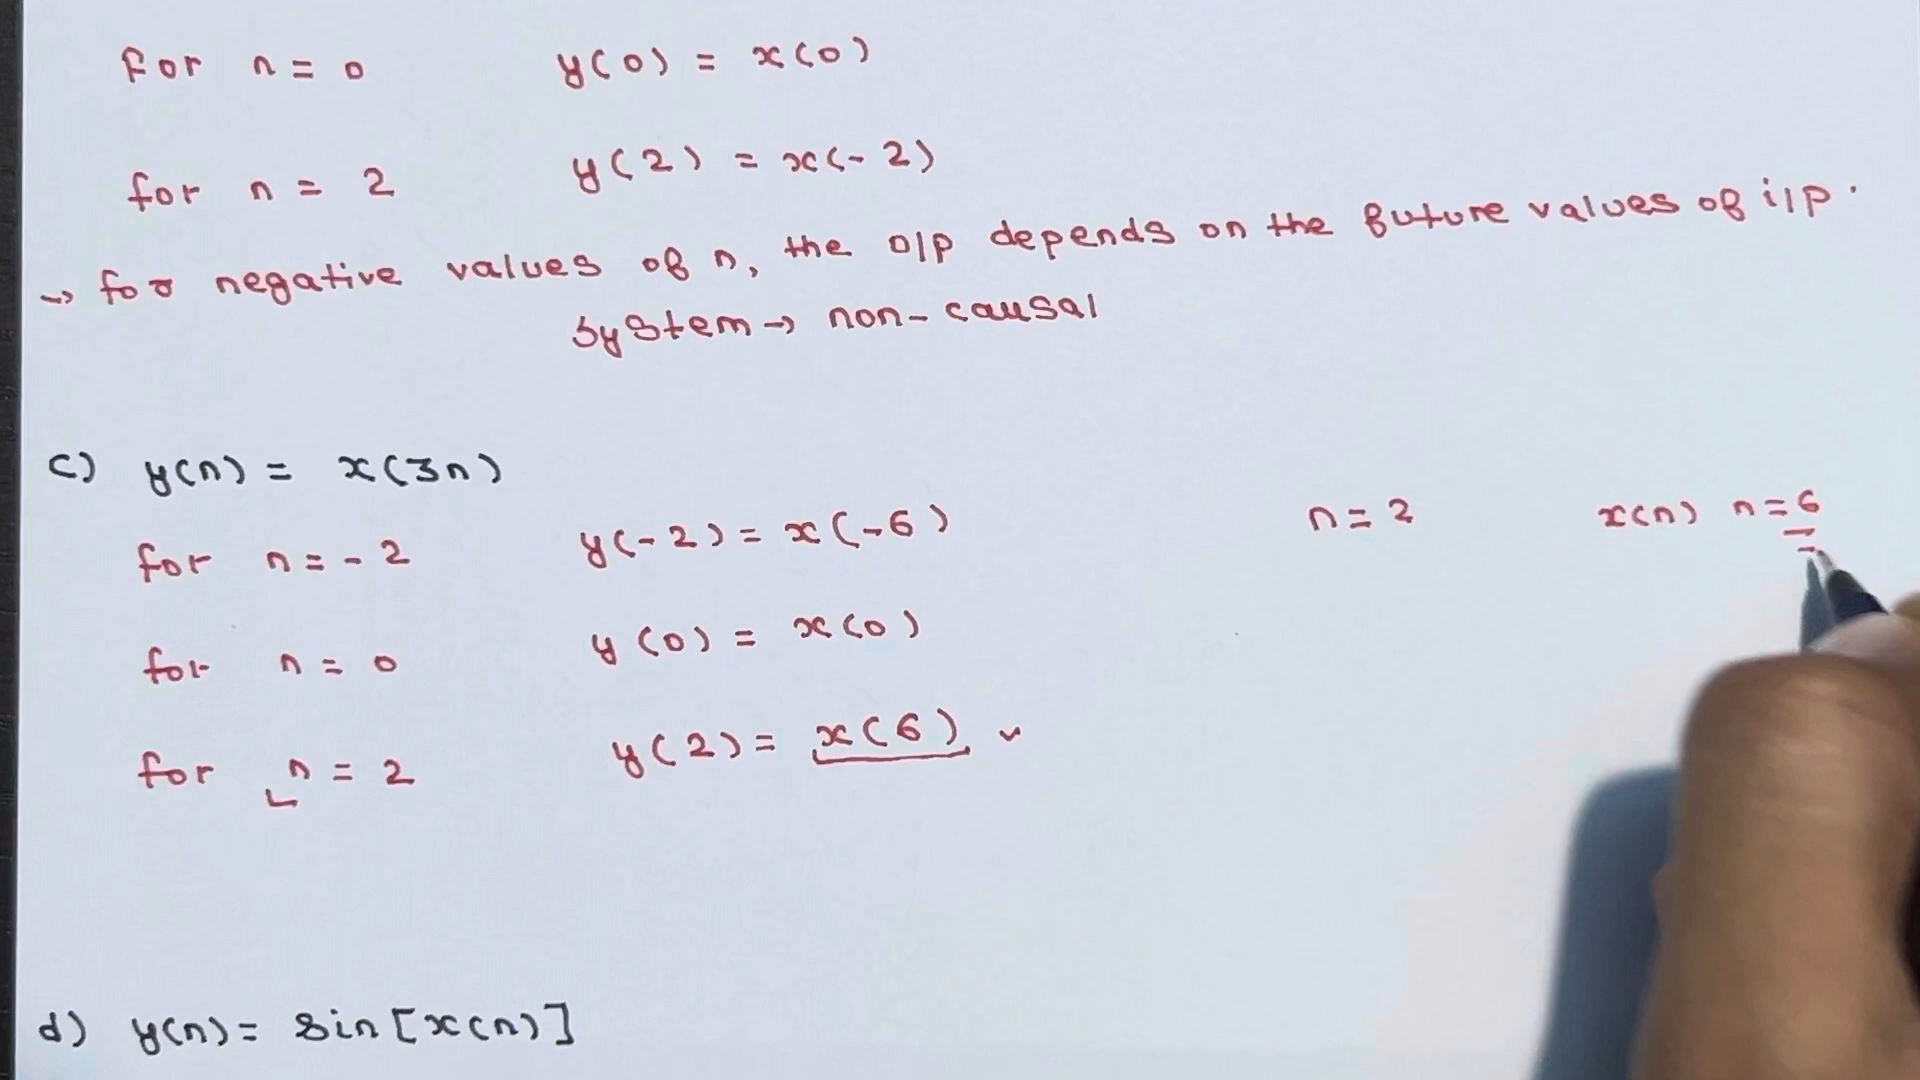 for n = 0 y(0) = x(0)
for n = 2 y(2) = x(-2)
→ for negative values of n, the o/p depends on the future values of i/p.
System → non-causal
c) y(n) = x(3n)
for n = -2 y(-2) = x(-6) n = 2 x(n) n = 6
for n = 0 y(0) = x(0)
for n = 2 y(2) = x(6)
d) y(n) = sin[x(n)]